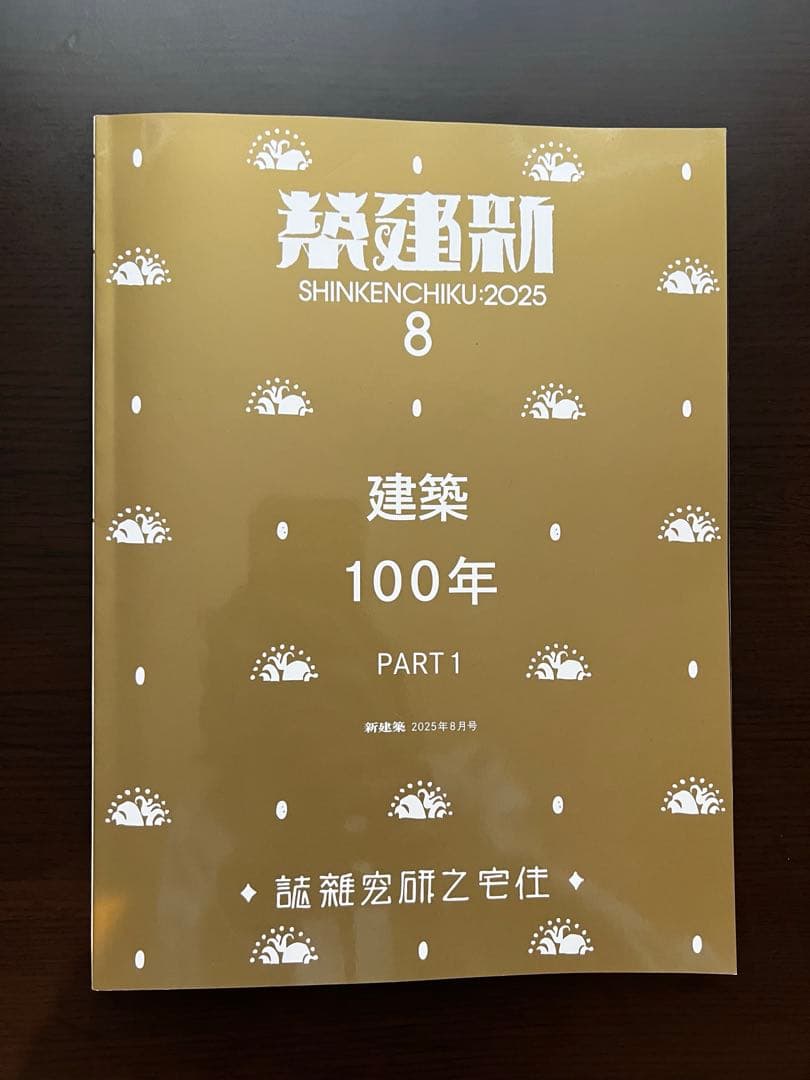 新建築
SHINKENCHIKU:2025
8
建築
100年
PART 1
新建築 2025年8月号
住宅之研究雜誌